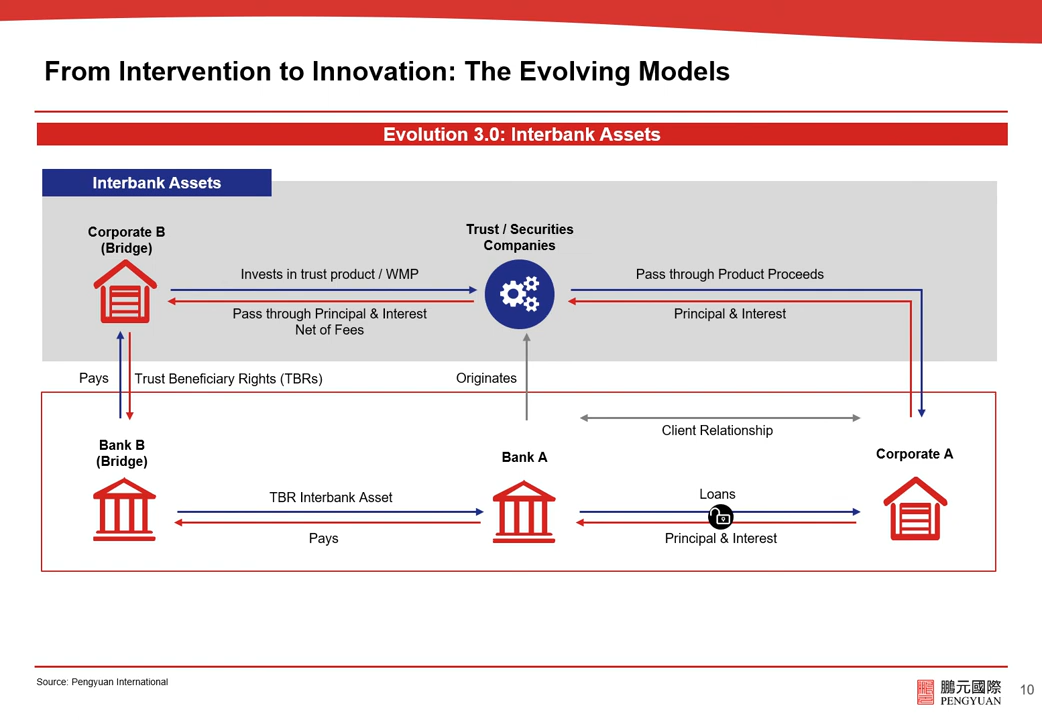 From Intervention to Innovation: The Evolving Models
Evolution 3.0: Interbank Assets
Interbank Assets
Corporate B
(Bridge)
Trust / Securities
Companies
Invests in trust product / WMP
Pass through Product Proceeds
Pass through Principal & Interest
Net of Fees
Principal & Interest
Pays
Trust Beneficiary Rights (TBRs)
Originates
Client Relationship
Bank B
(Bridge)
Bank A
Corporate A
TBR Interbank Asset
Loans
Pays
Principal & Interest
Source: Pengyuan International
鵬元國際
PENGYUAN
10